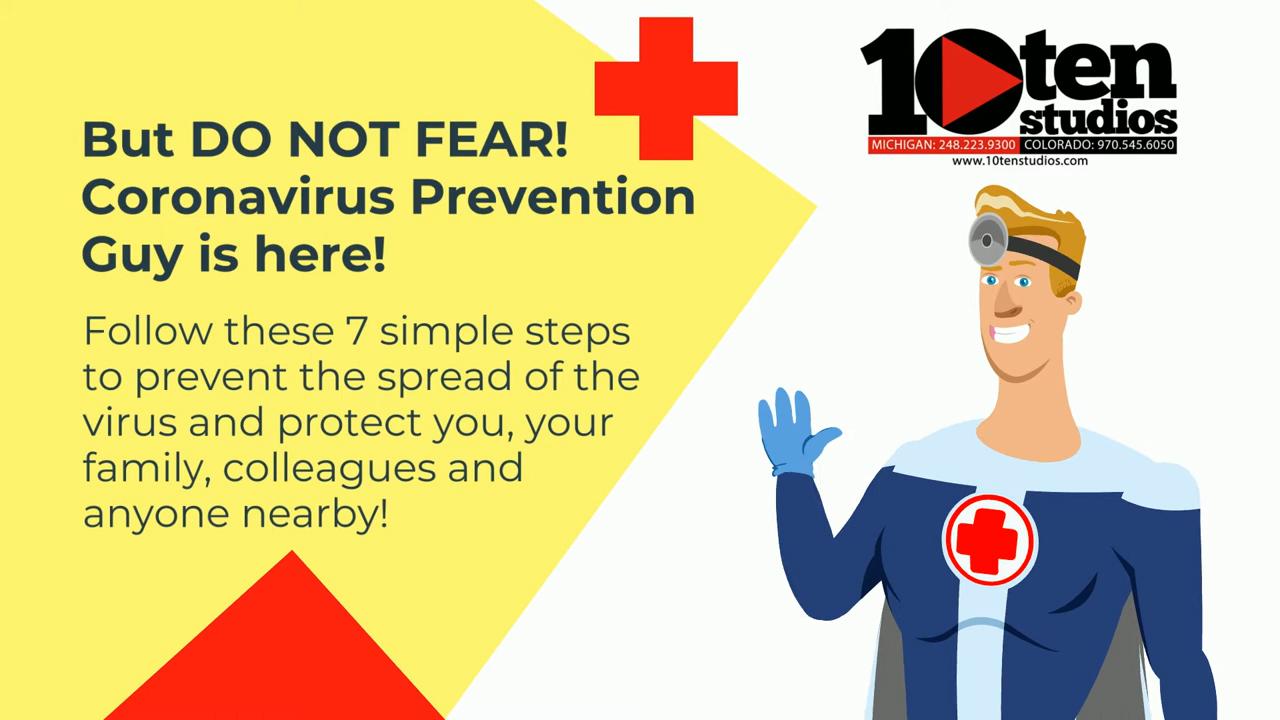 But DO NOT FEAR!
Coronavirus Prevention
Guy is here!
Follow these 7 simple steps
to prevent the spread of the
virus and protect you, your
family, colleagues and
anyone nearby!
10ten
studios
MICHIGAN: 248.223.9300 COLORADO: 970.545.6050
www.10tenstudios.com